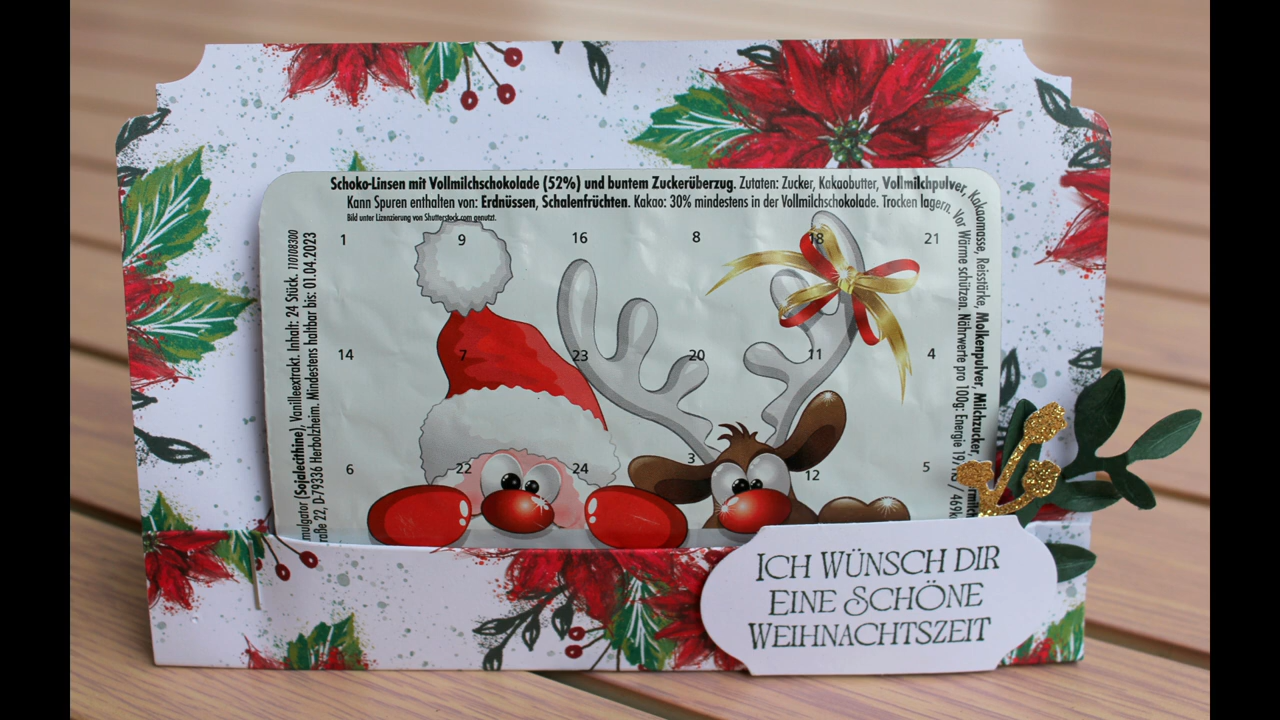 Schoko-Linsen mit Vollmilchschokolade (52%) und buntem Zuckerüberzug. Zutaten: Zucker, Kakaobutter, Vollmilchpulver, Kakaomasse, Reisstärke, Molkenpulver, Milchzucker,
Kann Spuren enthalten von: Erdnüssen, Schalenfrüchten. Kakao: 30% mindestens in der Vollmilchschokolade. Trocken lagern. Vor Wärme schützen. Nährwerte pro 100g: Energie
Bild unter Lizenzierung von Shutterstock.com genutzt.
(Sojalecithine), Vanilleextrakt. Inhalt: 24 Stück. 110108300
22, D-79336 Herbolzheim. Mindestens haltbar bis: 01.04.2023
1 9 16 8 18 21
14 7 23 20 11 4
6 22 24 3 12 5
ICH WÜNSCH DIR
EINE SCHÖNE
WEIHNACHTSZEIT